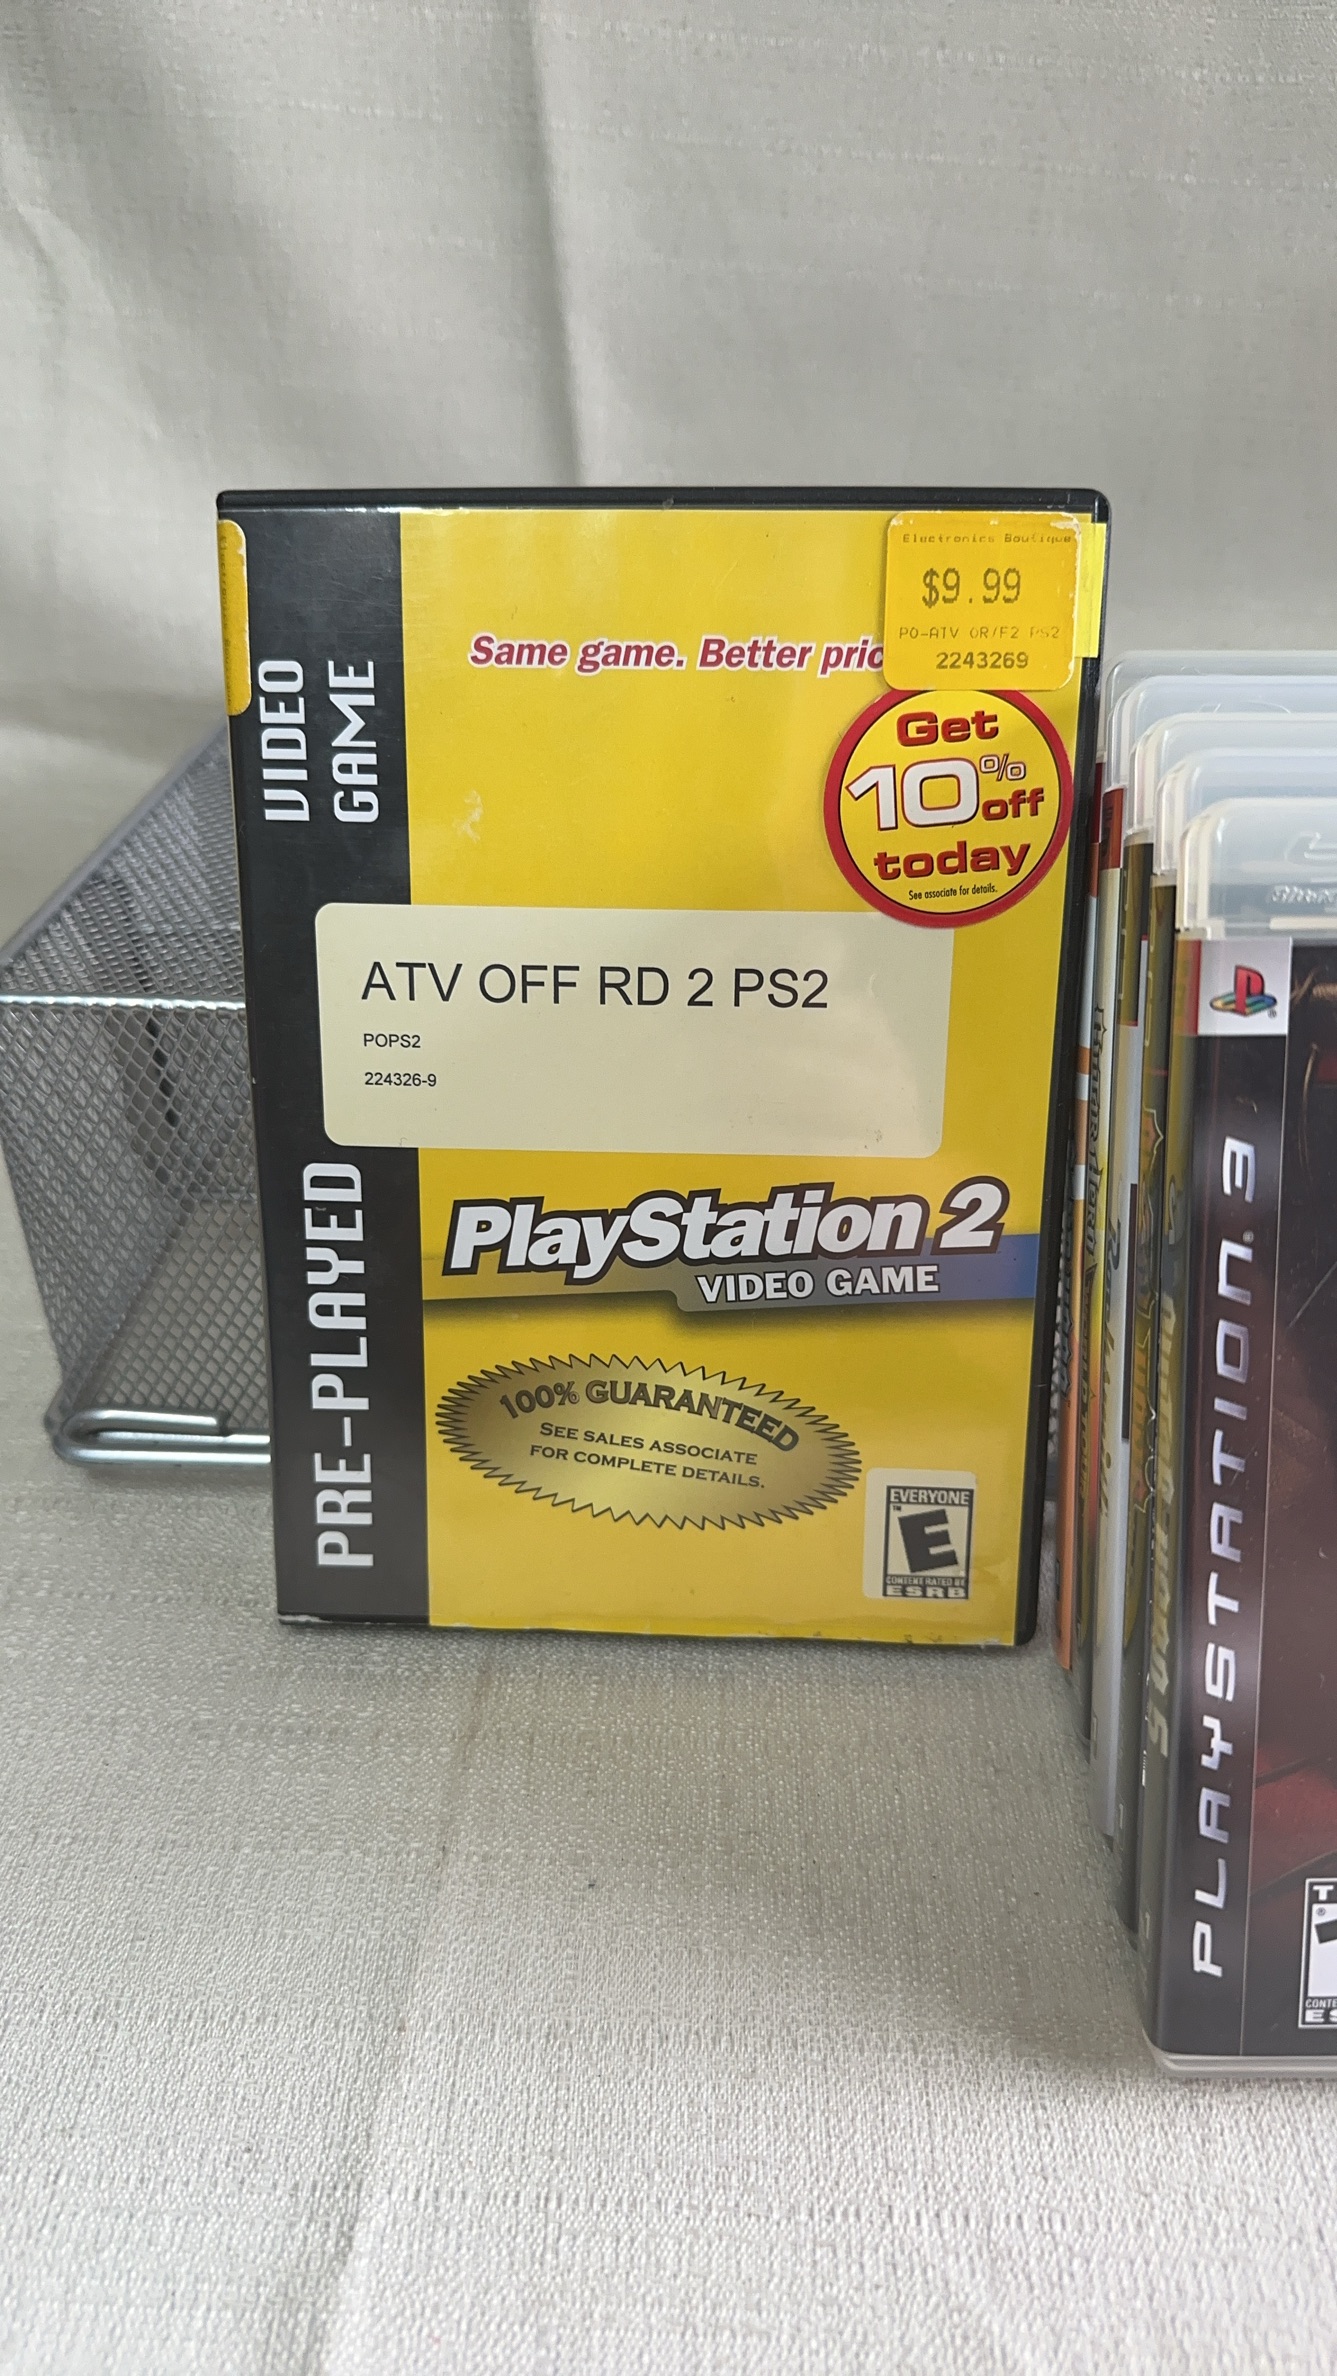 Electronics Boutique
$9.99
PO-ATV OR/F2 PS2
2243269
Same game. Better pric
Get
10%
off
today
See associate for details.
VIDEO
GAME
PRE-PLAYED
ATV OFF RD 2 PS2
POPS2
224326-9
PlayStation 2
VIDEO GAME
100% GUARANTEED
SEE SALES ASSOCIATE
FOR COMPLETE DETAILS.
EVERYONE
E
CONTENT RATED BY
ESRB
PLAYSTATION 3
T
CONTE
ES